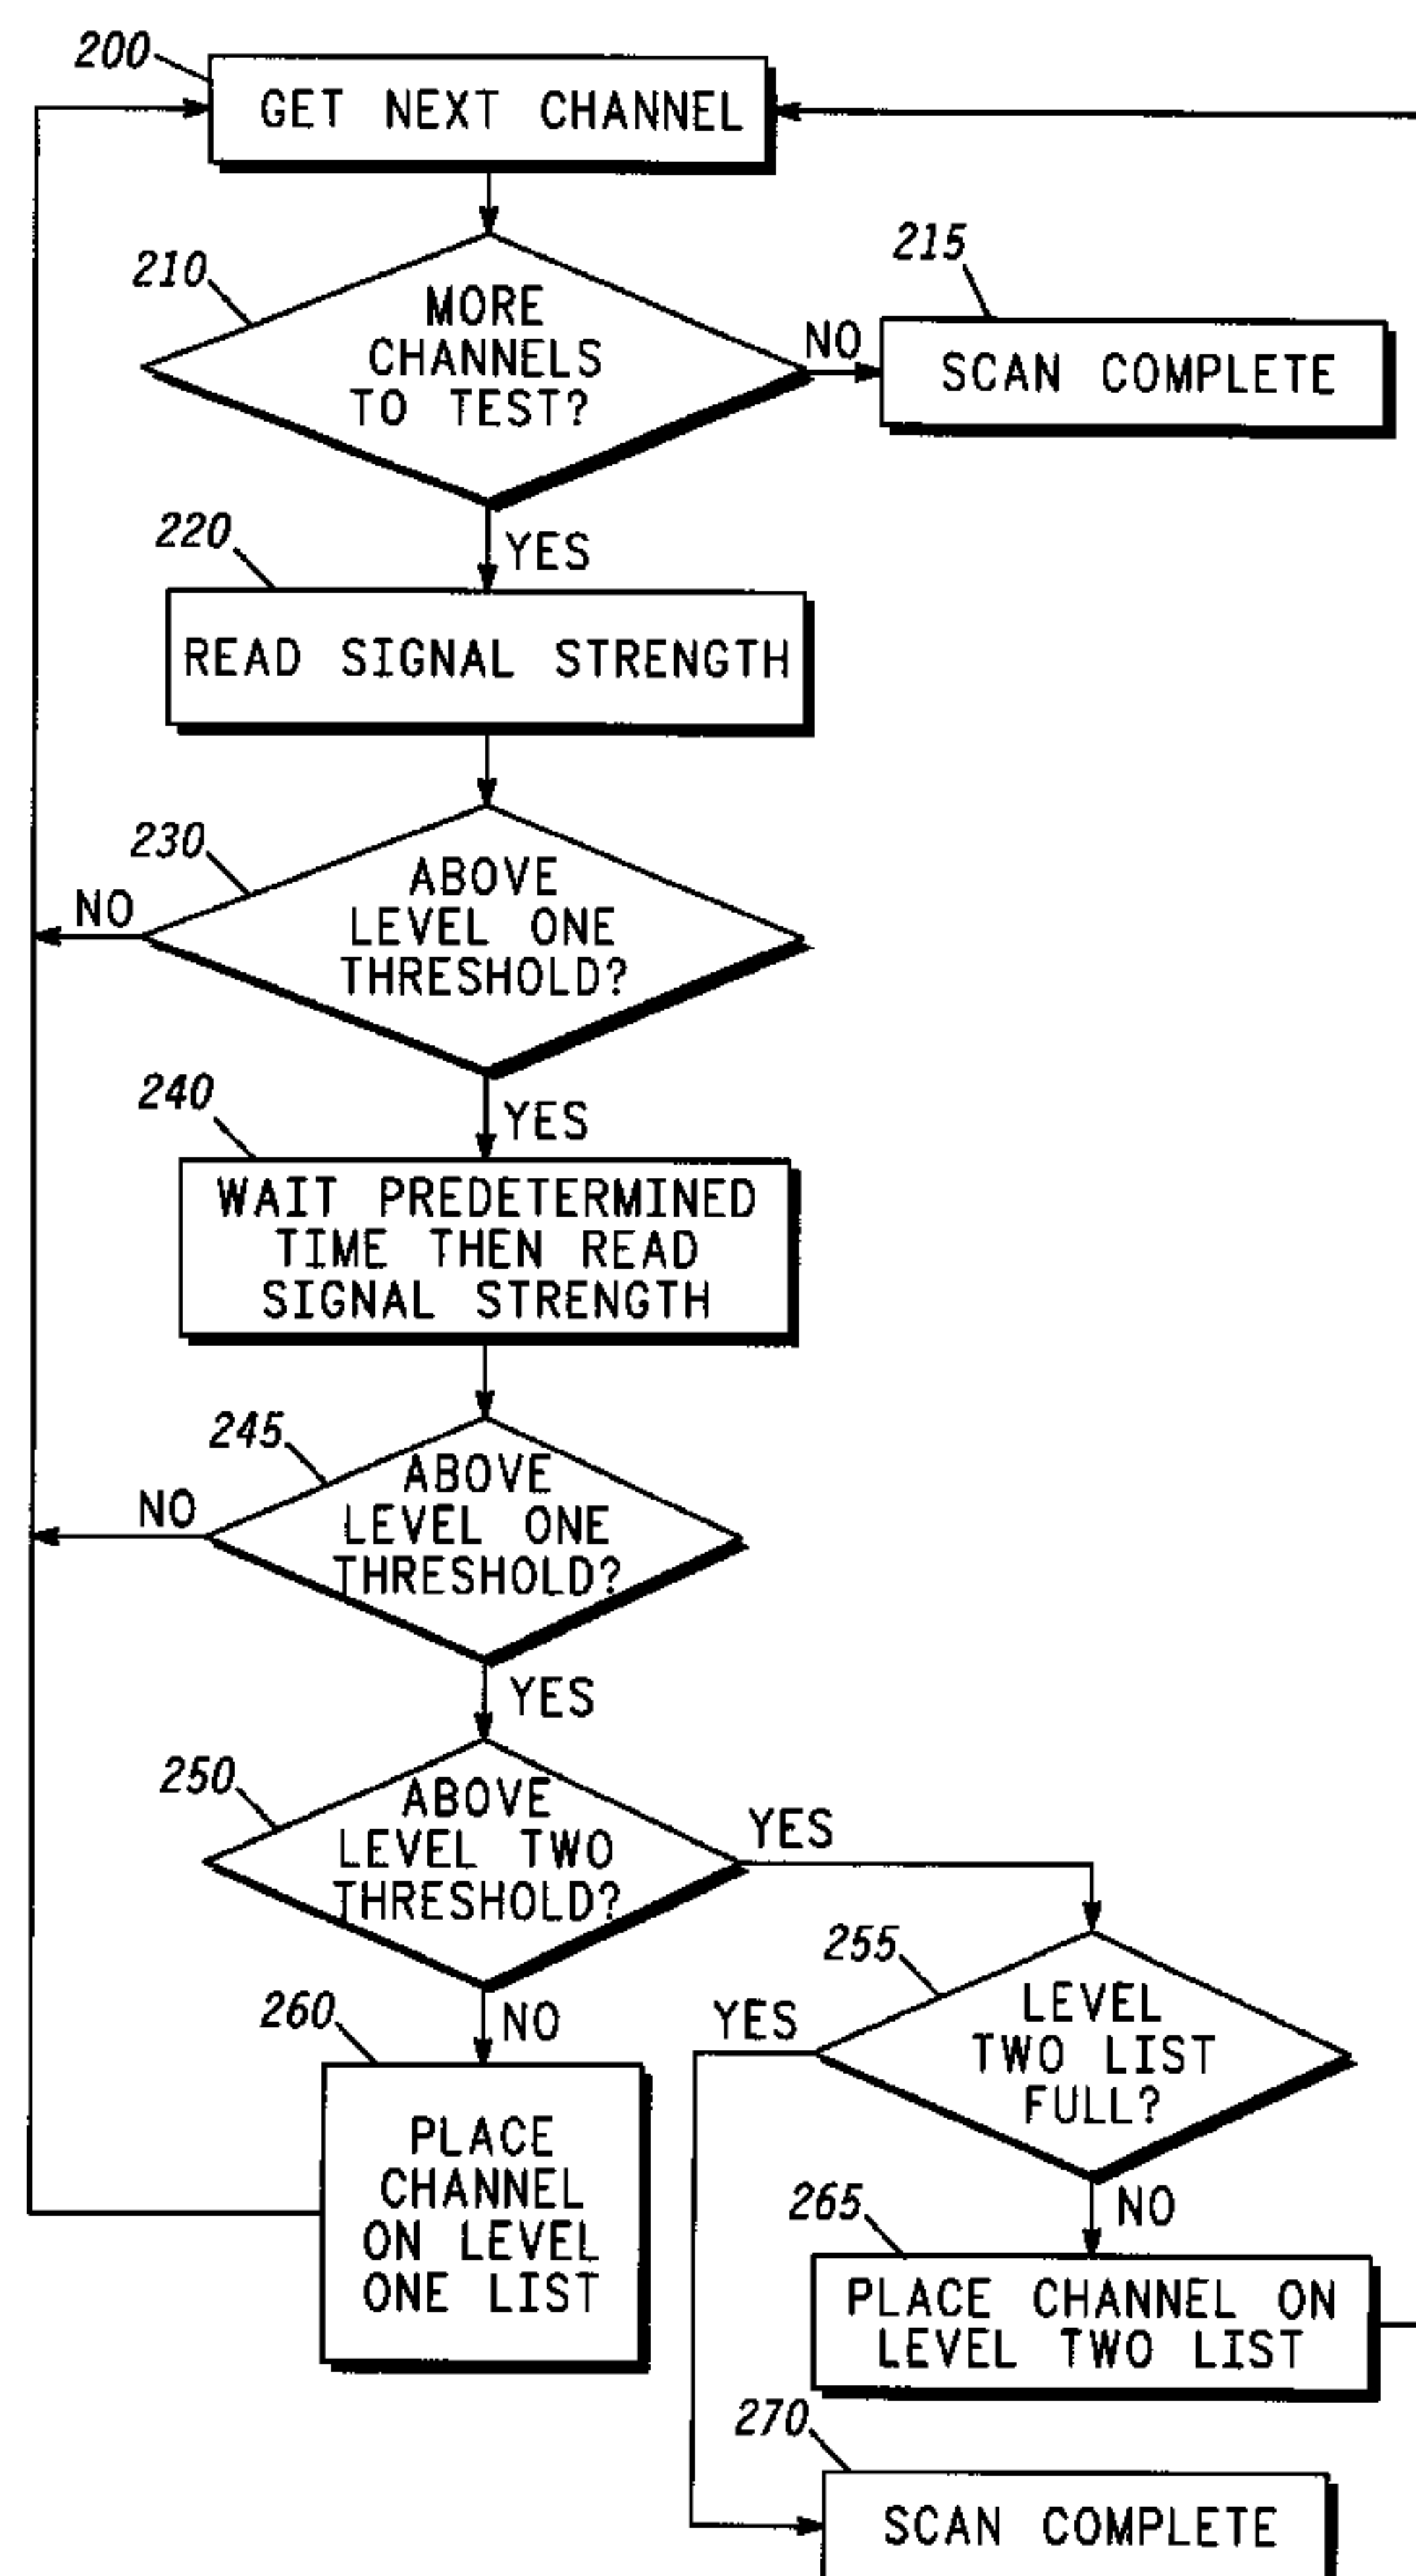 200
GET NEXT CHANNEL
210
MORE
CHANNELS
TO TEST?
NO
215
SCAN COMPLETE
YES
220
READ SIGNAL STRENGTH
230
ABOVE
LEVEL ONE
THRESHOLD?
NO
YES
240
WAIT PREDETERMINED
TIME THEN READ
SIGNAL STRENGTH
245
ABOVE
LEVEL ONE
THRESHOLD?
NO
YES
250
ABOVE
LEVEL TWO
THRESHOLD?
YES
NO
255
LEVEL
TWO LIST
FULL?
YES
NO
260
PLACE
CHANNEL
ON LEVEL
ONE LIST
265
PLACE CHANNEL ON
LEVEL TWO LIST
270
SCAN COMPLETE